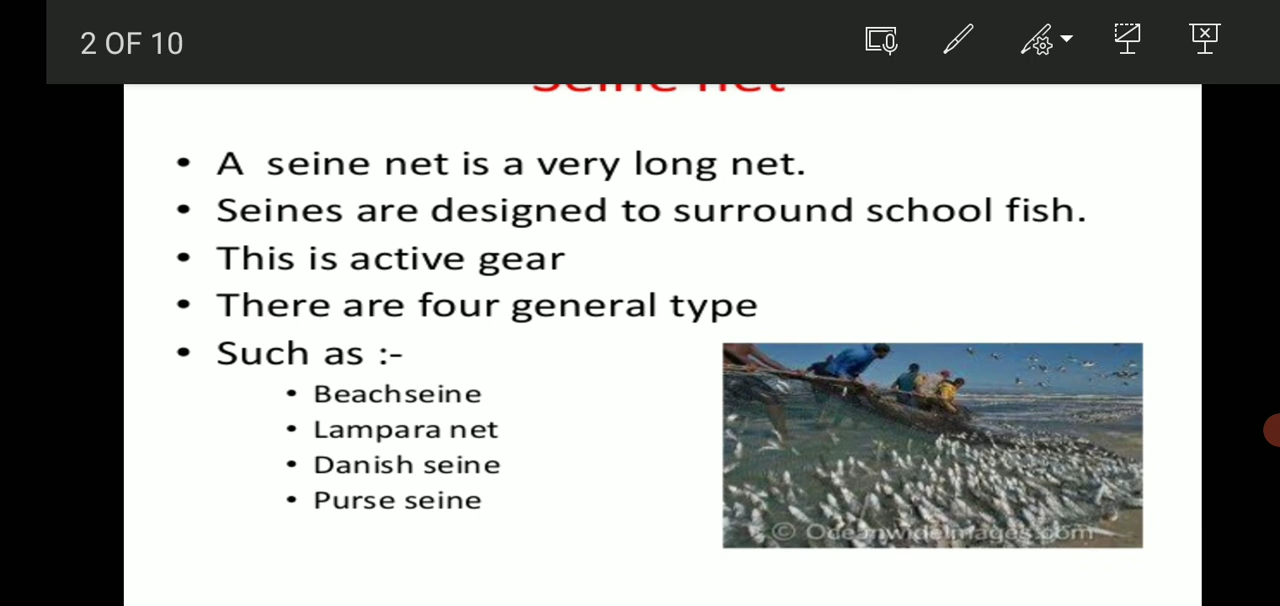 2 OF 10
Seine net
• A seine net is a very long net.
• Seines are designed to surround school fish.
• This is active gear
• There are four general type
• Such as :-
• Beachseine
• Lampara net
• Danish seine
• Purse seine
© Oceanwideimages.com